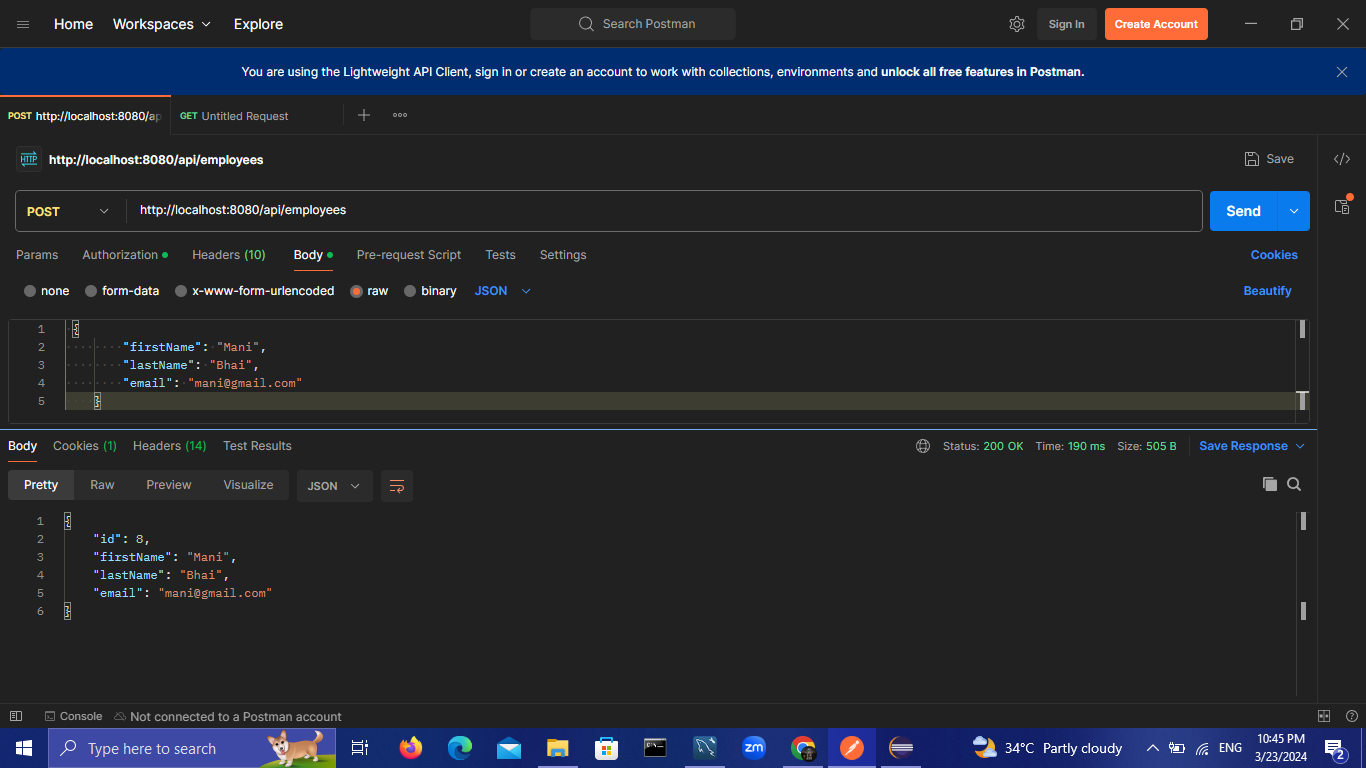 Home Workspaces Explore Search Postman Sign In Create Account
You are using the Lightweight API Client, sign in or create an account to work with collections, environments and unlock all free features in Postman.
POST http://localhost:8080/ap GET Untitled Request
HTTP http://localhost:8080/api/employees Save
POST http://localhost:8080/api/employees Send
Params Authorization Headers (10) Body Pre-request Script Tests Settings Cookies
none form-data x-www-form-urlencoded raw binary JSON Beautify
1 {
2 "firstName": "Mani",
3 "lastName": "Bhai",
4 "email": "mani@gmail.com"
5 }
Body Cookies (1) Headers (14) Test Results Status: 200 OK Time: 190 ms Size: 505 B Save Response
Pretty Raw Preview Visualize JSON
1 {
2 "id": 8,
3 "firstName": "Mani",
4 "lastName": "Bhai",
5 "email": "mani@gmail.com"
6 }
Console Not connected to a Postman account
Type here to search zm 34°C Partly cloudy ENG 10:45 PM
3/23/2024 2